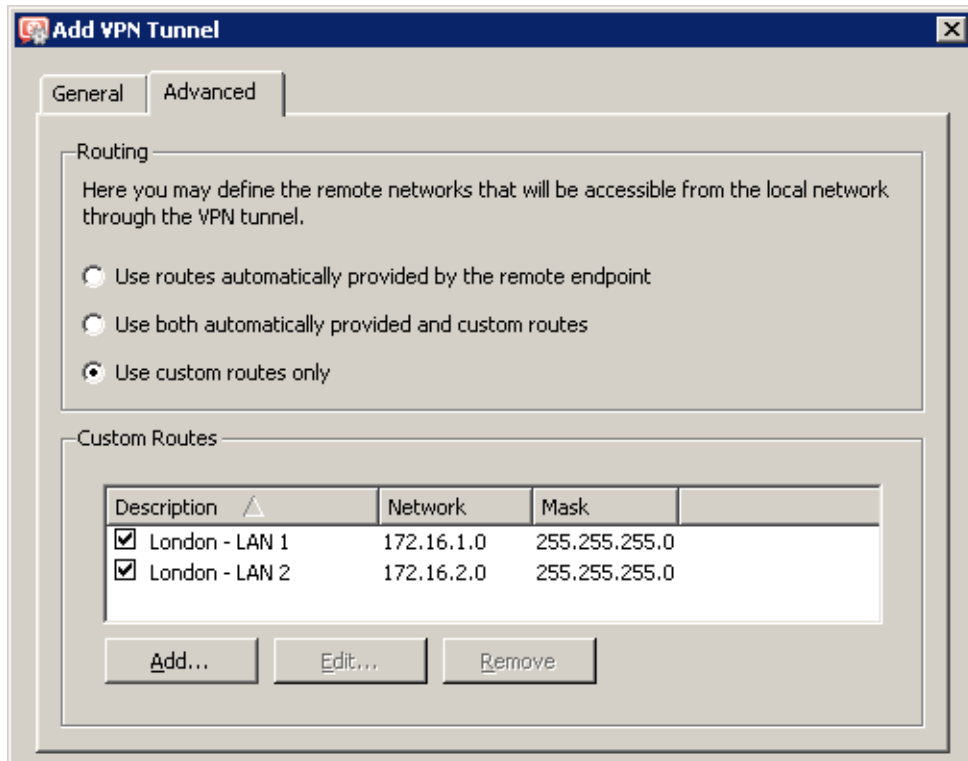 Add VPN Tunnel
General Advanced
Routing
Here you may define the remote networks that will be accessible from the local network
through the VPN tunnel.
Use routes automatically provided by the remote endpoint
Use both automatically provided and custom routes
Use custom routes only
Custom Routes
Description Network Mask
London - LAN 1 172.16.1.0 255.255.255.0
London - LAN 2 172.16.2.0 255.255.255.0
Add... Edit... Remove